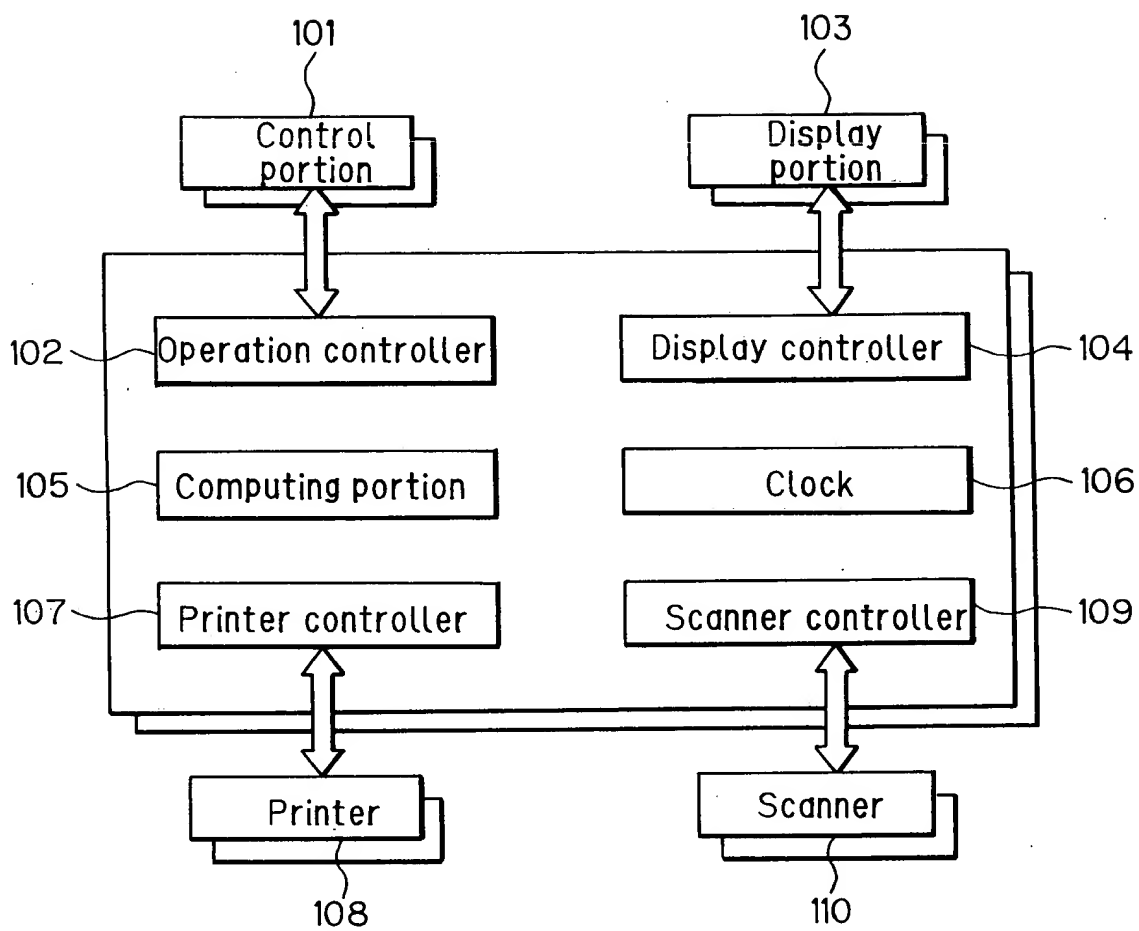 101
103
Control
portion
Display
portion
102
Operation controller
Display controller
104
105
Computing portion
Clock
106
107
Printer controller
Scanner controller
109
Printer
Scanner
108
110